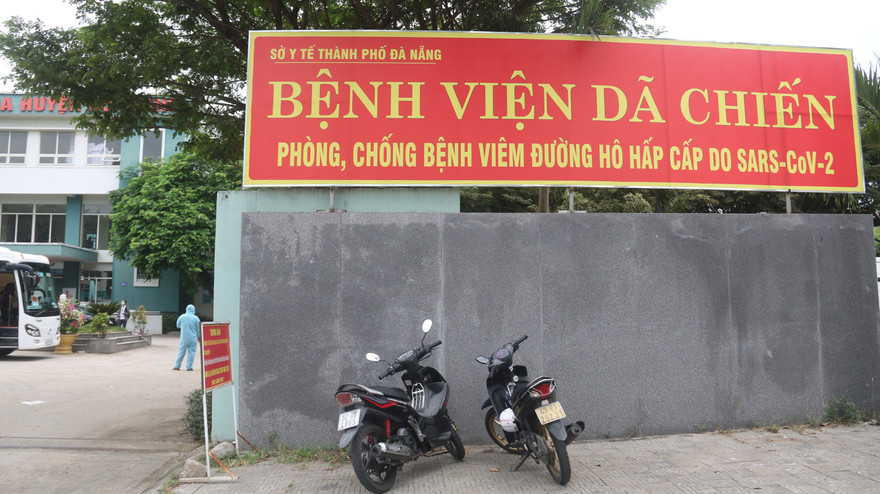 SỞ Y TẾ THÀNH PHỐ ĐÀ NẴNG
BỆNH VIỆN DÃ CHIẾN
PHÒNG, CHỐNG BỆNH VIÊM ĐƯỜNG HÔ HẤP CẤP DO SARS-CoV-2
A HUYỆN